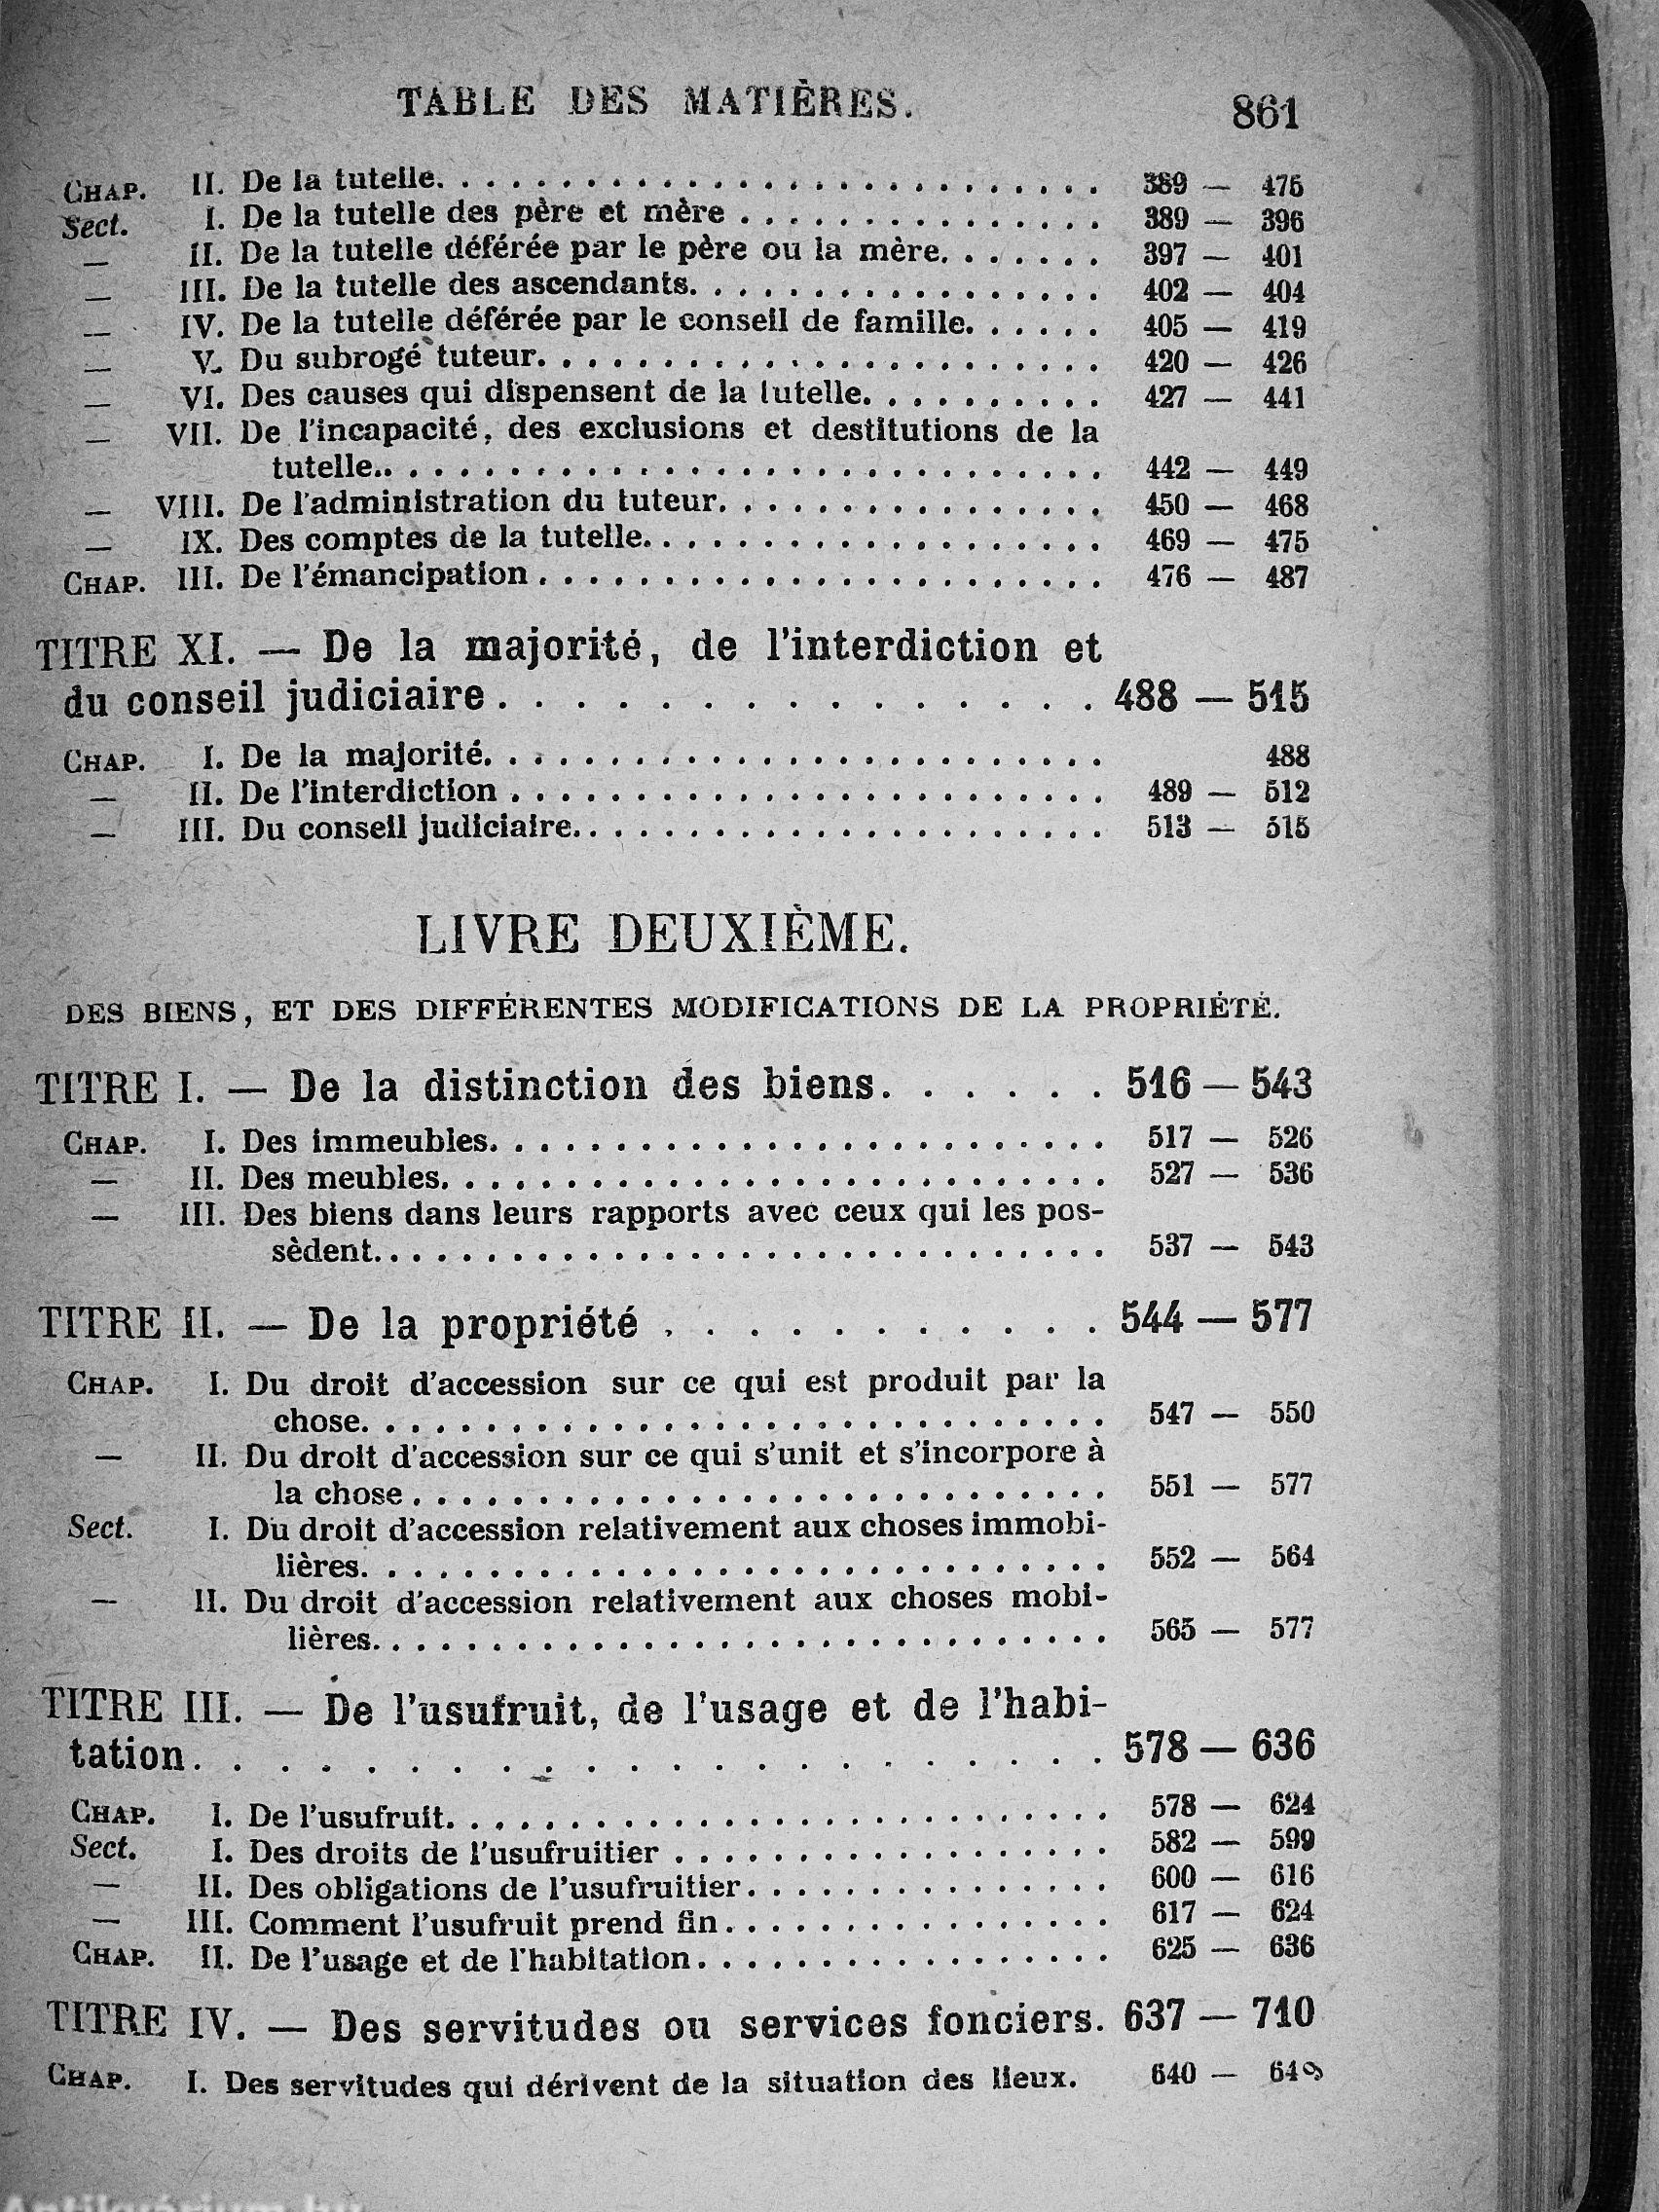 TABLE DES MATIÈRES. 861
CHAP. II. De la tutelle. 389 — 475
Sect. I. De la tutelle des père et mère 389 — 396
— II. De la tutelle déférée par le père ou la mère. 397 — 401
— III. De la tutelle des ascendants. 402 — 404
— IV. De la tutelle déférée par le conseil de famille. 405 — 419
— V. Du subrogé tuteur. 420 — 426
— VI. Des causes qui dispensent de la tutelle. 427 — 441
— VII. De l'incapacité, des exclusions et destitutions de la
tutelle. 442 — 449
— VIII. De l'administration du tuteur. 450 — 468
— IX. Des comptes de la tutelle. 469 — 475
CHAP. III. De l'émancipation 476 — 487
TITRE XI. — De la majorité, de l'interdiction et
du conseil judiciaire 488 — 515
CHAP. I. De la majorité. 488
— II. De l'interdiction 489 — 512
— III. Du conseil judiciaire. 513 — 515
LIVRE DEUXIÈME.
DES BIENS, ET DES DIFFÉRENTES MODIFICATIONS DE LA PROPRIÉTÉ.
TITRE I. — De la distinction des biens. 516 — 543
CHAP. I. Des immeubles. 517 — 526
— II. Des meubles. 527 — 536
— III. Des biens dans leurs rapports avec ceux qui les pos-
sèdent. 537 — 543
TITRE II. — De la propriété 544 — 577
CHAP. I. Du droit d'accession sur ce qui est produit par la
chose. 547 — 550
— II. Du droit d'accession sur ce qui s'unit et s'incorpore à
la chose 551 — 577
Sect. I. Du droit d'accession relativement aux choses immobi-
lières. 552 — 564
— II. Du droit d'accession relativement aux choses mobi-
lières. 565 — 577
TITRE III. — De l'usufruit, de l'usage et de l'habi-
tation. 578 — 636
CHAP. I. De l'usufruit. 578 — 624
Sect. I. Des droits de l'usufruitier 582 — 599
— II. Des obligations de l'usufruitier. 600 — 616
— III. Comment l'usufruit prend fin. 617 — 624
CHAP. II. De l'usage et de l'habitation. 625 — 636
TITRE IV. — Des servitudes ou services fonciers. 637 — 710
CHAP. I. Des servitudes qui dérivent de la situation des lieux. 640 — 649